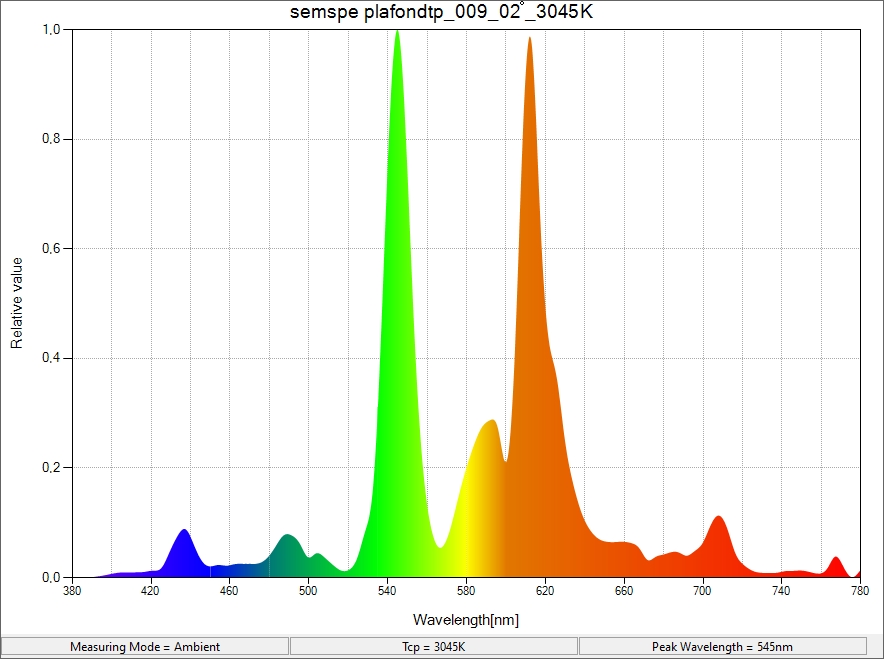 semspe plafondtp_009_02°_3045K
1,0
0,8
0,6
0,4
0,2
0,0
Relative value
380 420 460 500 540 580 620 660 700 740 780
Wavelength[nm]
Measuring Mode = Ambient Tcp = 3045K Peak Wavelength = 545nm